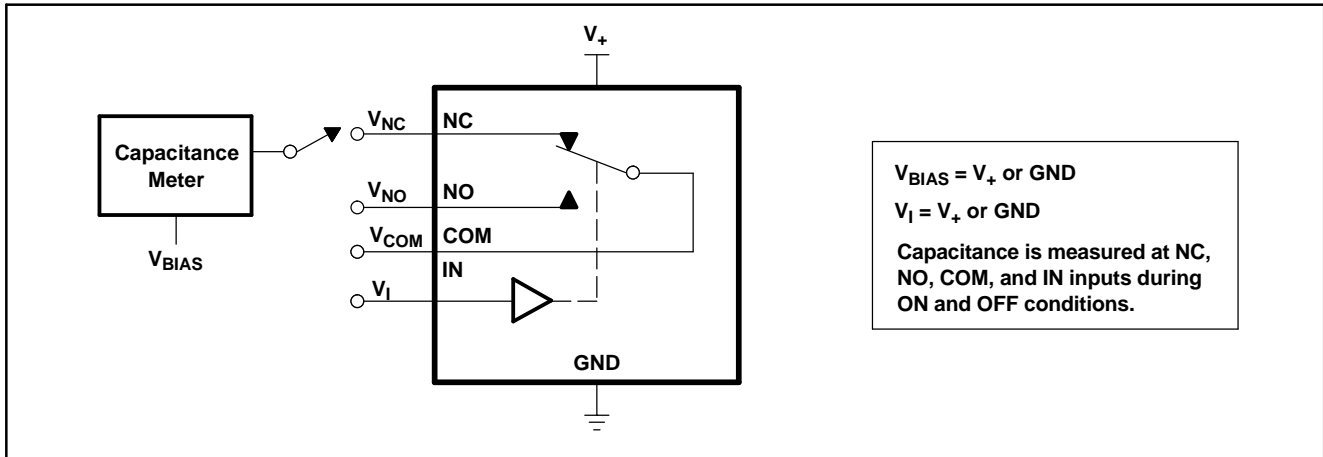 V+
Capacitance
Meter
VBIAS
VNC
NC
VNO
NO
VCOM
COM
IN
VI
GND
VBIAS = V+ or GND
VI = V+ or GND
Capacitance is measured at NC,
NO, COM, and IN inputs during
ON and OFF conditions.